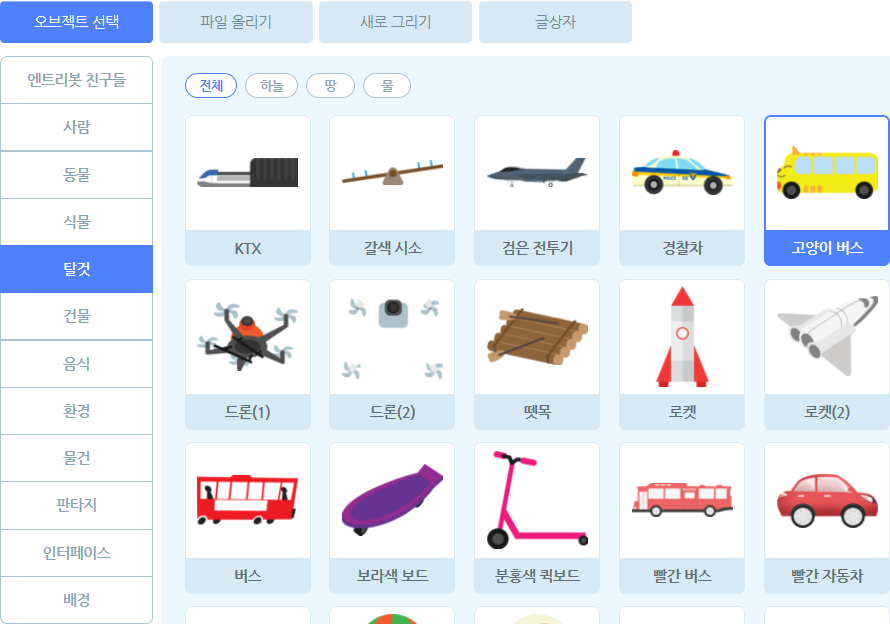 오브젝트 선택
파일 올리기
새로 그리기
글상자
엔트리봇 친구들
사람
동물
식물
탈것
건물
음식
환경
물건
판타지
인터페이스
배경
전체
하늘
땅
물
KTX
갈색 시소
검은 전투기
경찰차
고양이 버스
드론(1)
드론(2)
뗏목
로켓
로켓(2)
버스
보라색 보드
분홍색 퀵보드
빨간 버스
빨간 자동차